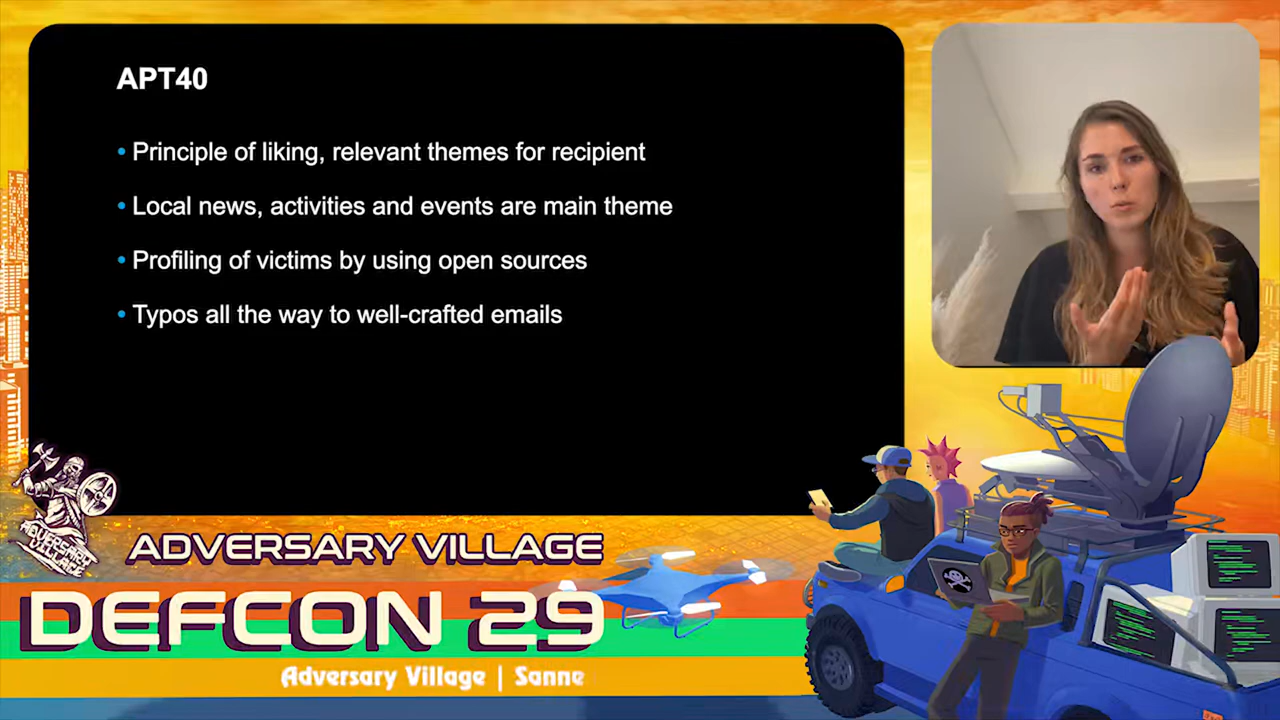 APT40
• Principle of liking, relevant themes for recipient
• Local news, activities and events are main theme
• Profiling of victims by using open sources
• Typos all the way to well-crafted emails
ADVERSARY
VILLAGE
ADVERSARY VILLAGE
DEFCON 29
Adversary Village | Sanne